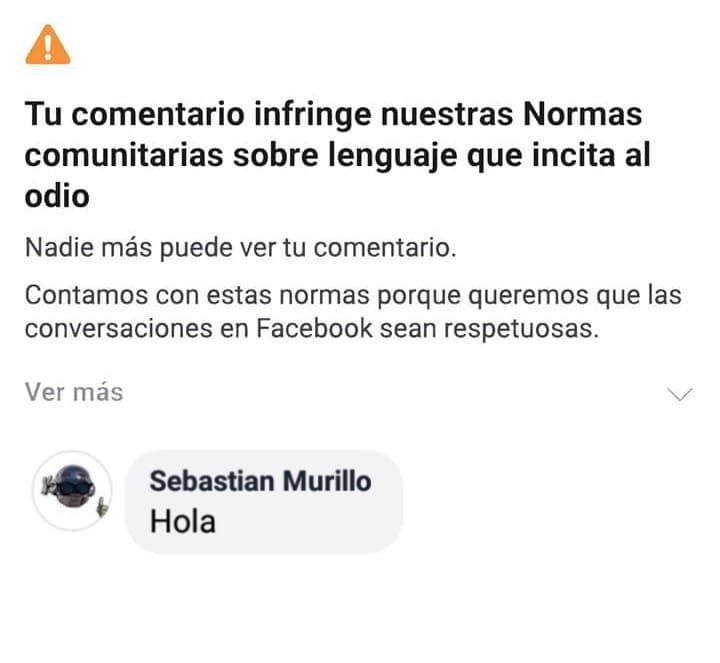 Tu comentario infringe nuestras Normas
comunitarias sobre lenguaje que incita al
odio
Nadie más puede ver tu comentario.
Contamos con estas normas porque queremos que las
conversaciones en Facebook sean respetuosas.
Ver más
Sebastian Murillo
Hola